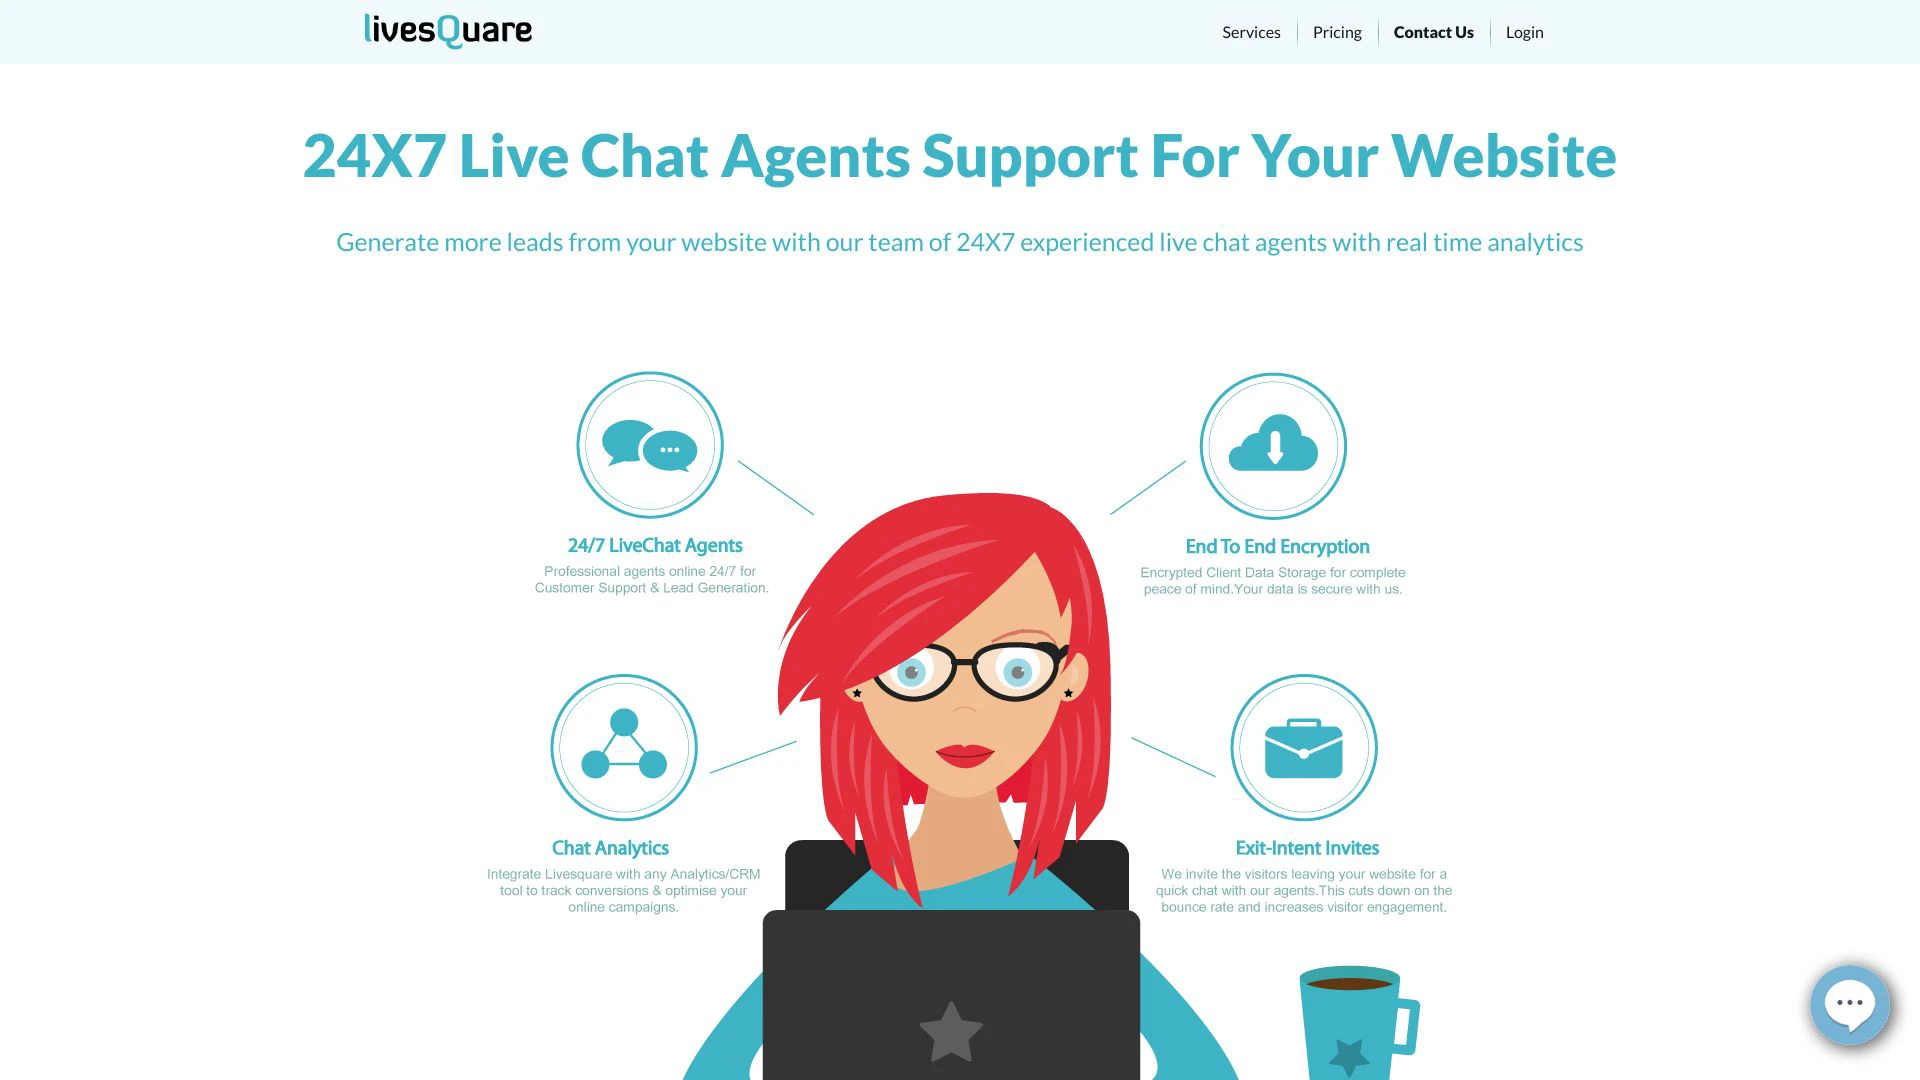 livesQuare
Services
Pricing
Contact Us
Login
24X7 Live Chat Agents Support For Your Website
Generate more leads from your website with our team of 24X7 experienced live chat agents with real time analytics
24/7 LiveChat Agents
Professional agents online 24/7 for
Customer Support & Lead Generation.
End To End Encryption
Encrypted Client Data Storage for complete
peace of mind.Your data is secure with us.
Chat Analytics
Integrate Livesquare with any Analytics/CRM
tool to track conversions & optimise your
online campaigns.
Exit-Intent Invites
We invite the visitors leaving your website for a
quick chat with our agents.This cuts down on the
bounce rate and increases visitor engagement.